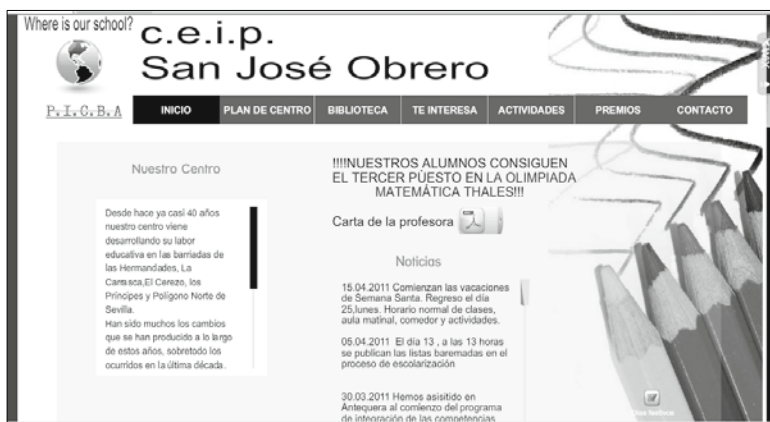 Where is our school?
c.e.i.p.
San José Obrero
P.I.C.B.A
INICIO
PLAN DE CENTRO
BIBLIOTECA
TE INTERESA
ACTIVIDADES
PREMIOS
CONTACTO
Nuestro Centro
Desde hace ya casi 40 años
nuestro centro viene
desarrollando su labor
educativa en las barriadas de
las Hermandades, La
Carrasca,El Cerezo, los
Príncipes y Polígono Norte de
Sevilla.
Han sido muchos los cambios
que se han producido a lo largo
de estos años, sobretodo los
ocurridos en la última década.
!!!!NUESTROS ALUMNOS CONSIGUEN
EL TERCER PÙESTO EN LA OLIMPIADA
MATEMÁTICA THALES!!!
Carta de la profesora
Noticias
15.04.2011 Comienzan las vacaciones
de Semana Santa. Regreso el día
25,lunes. Horario normal de clases,
aula matinal, comedor y actividades.
05.04.2011 El día 13 , a las 13 horas
se publican las listas baremadas en el
proceso de escolarización
30.03.2011 Hemos asisitido en
Antequera al comienzo del programa
de integración de las competencias
Días festivos